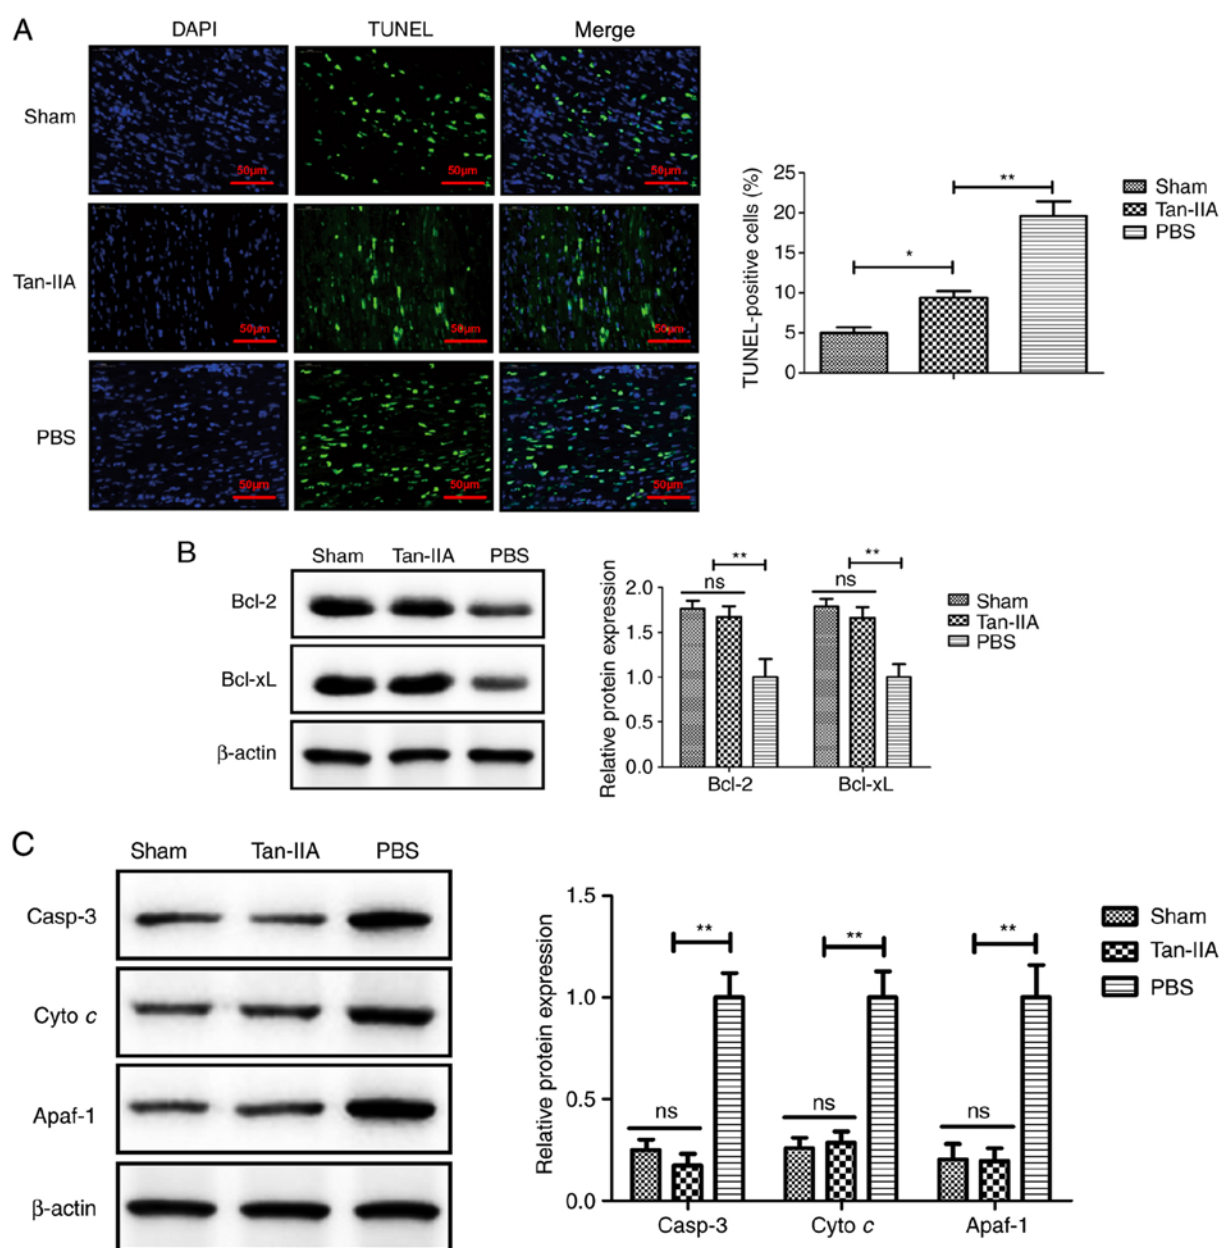 A
DAPI TUNEL Merge
Sham
50μm 50μm 50μm
Tan-IIA
50μm 50μm 50μm
PBS
50μm 50μm 50μm
TUNEL-positive cells (%)
25
20
15
10
5
0
*
**
Sham
Tan-IIA
PBS
B
Sham Tan-IIA PBS
Bcl-2
Bcl-xL
β-actin
Relative protein expression
2.0
1.5
1.0
0.5
0.0
ns ** ns **
Bcl-2 Bcl-xL
Sham
Tan-IIA
PBS
C
Sham Tan-IIA PBS
Casp-3
Cyto c
Apaf-1
β-actin
Relative protein expression
1.5
1.0
0.5
0.0
** ** **
ns ns ns
Casp-3 Cyto c Apaf-1
Sham
Tan-IIA
PBS